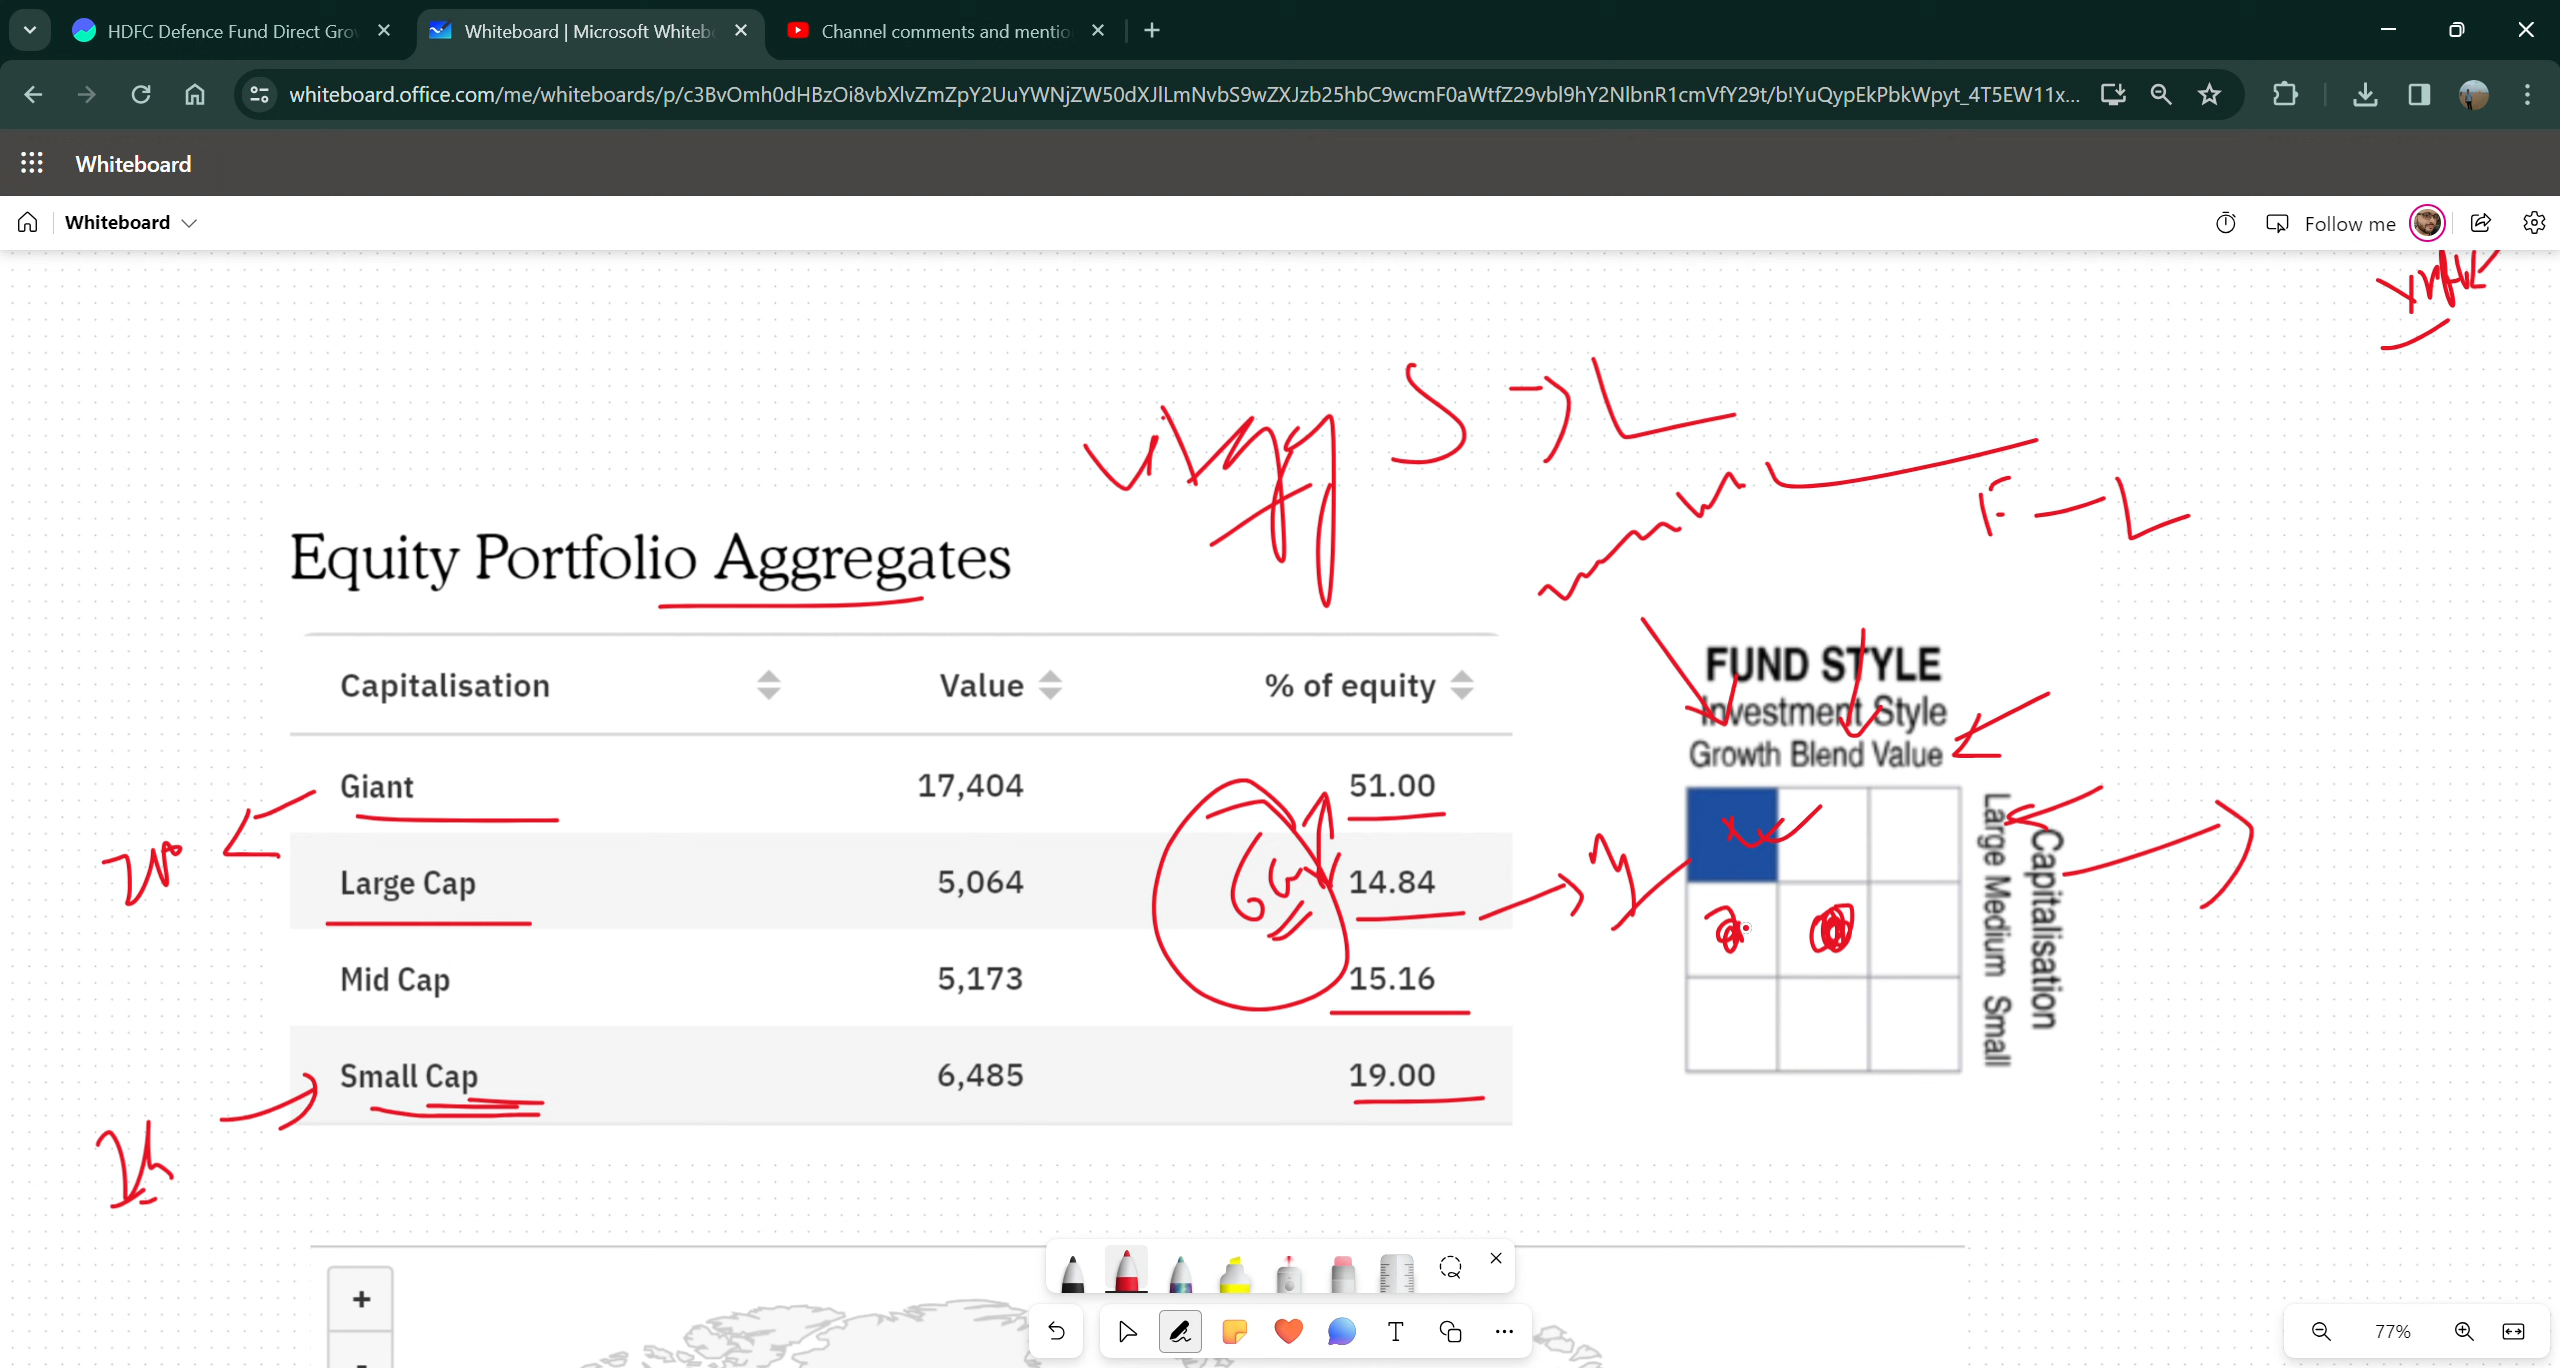 HDFC Defence Fund Direct Gro
Whiteboard | Microsoft Whiteb
Channel comments and mentio
whiteboard.office.com/me/whiteboards/p/c3BvOmh0dHBzOi8vbXlvZmZpY2UuYWNjZW50dXJlLmNvbS9wZXJzb25hbC9wcmF0aWtfZ29vbl9hY2NlbnR1cmVfY29t/b!YuQypEkPbkWpyt_4T5EW11x...
Whiteboard
Whiteboard
Follow me
S → L
F - L
Equity Portfolio Aggregates
Capitalisation Value % of equity
Giant 17,404 51.00
Large Cap 5,064 14.84
Mid Cap 5,173 15.16
Small Cap 6,485 19.00
FUND STYLE
Investment Style
Growth Blend Value
Large Medium Small
Capitalisation
+
77%